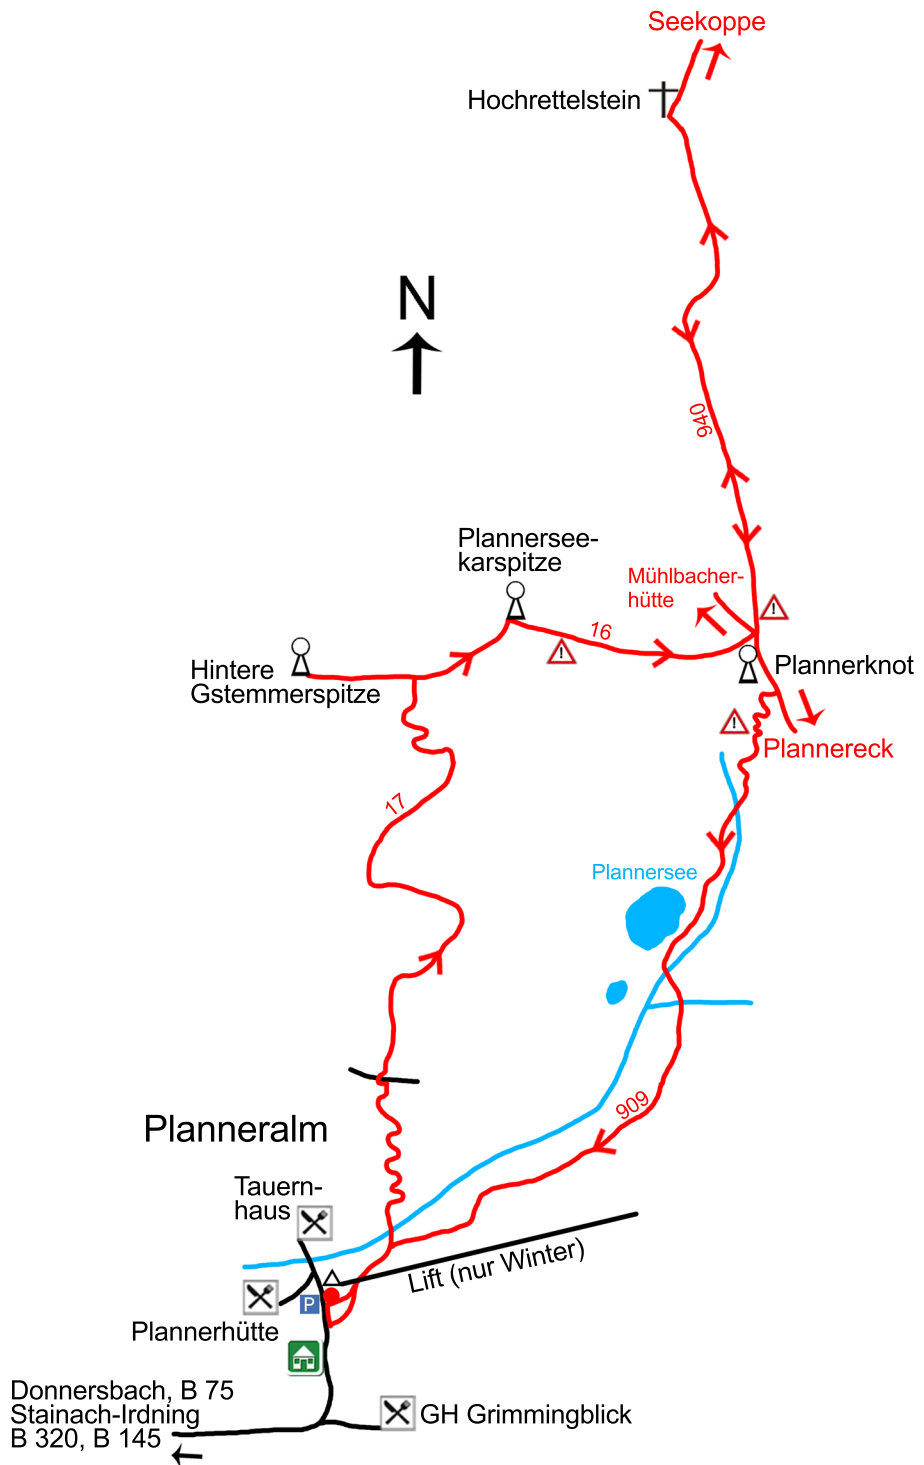 Seekoppe
Hochrettelstein
N
940
Plannersee-
karspitze
Mühlbacher-
hütte
16
Hintere
Gstemmerspitze
Plannerknot
Plannereck
17
Plannersee
909
Planneralm
Tauern-
haus
Lift (nur Winter)
P
Plannerhütte
Donnersbach, B 75
Stainach-Irdning
B 320, B 145
GH Grimmingblick